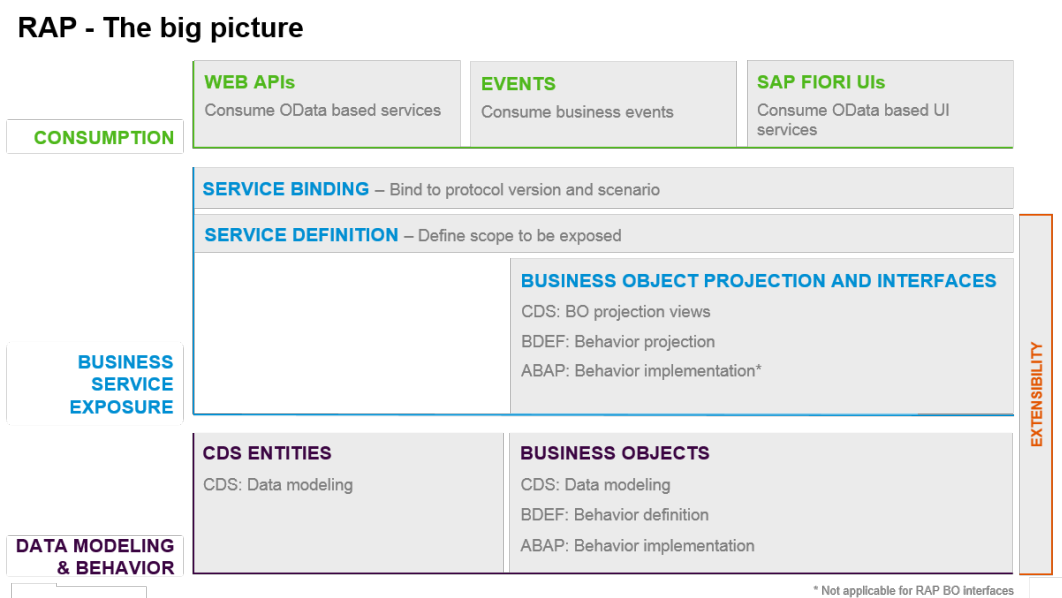 RAP - The big picture
WEB APIs
Consume OData based services
EVENTS
Consume business events
SAP FIORI UIs
Consume OData based UI
services
CONSUMPTION
SERVICE BINDING – Bind to protocol version and scenario
SERVICE DEFINITION – Define scope to be exposed
BUSINESS OBJECT PROJECTION AND INTERFACES
CDS: BO projection views
BDEF: Behavior projection
ABAP: Behavior implementation*
BUSINESS
SERVICE
EXPOSURE
EXTENSIBILITY
CDS ENTITIES
CDS: Data modeling
BUSINESS OBJECTS
CDS: Data modeling
BDEF: Behavior definition
ABAP: Behavior implementation
DATA MODELING
& BEHAVIOR
* Not applicable for RAP BO interfaces